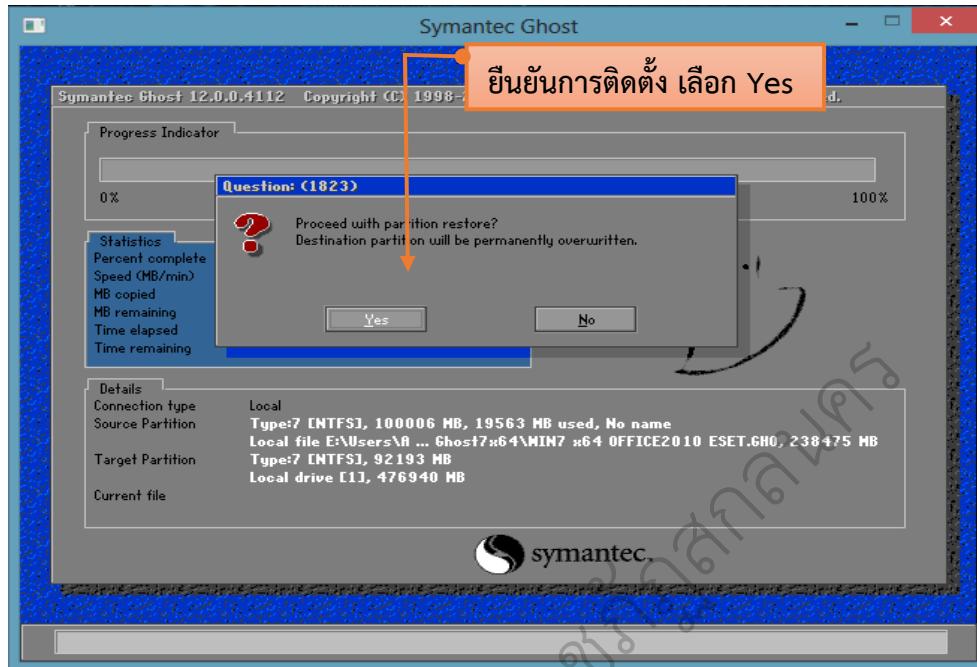 Symantec Ghost
ยืนยันการติดตั้ง เลือก Yes
Symantec Ghost 12.0.0.4112 Copyright (C) 1998- d.
Progress Indicator
0% 100%
Question: (1823)
Proceed with partition restore?
Destination partition will be permanently overwritten.
Yes No
Statistics
Percent complete
Speed (MB/min)
MB copied
MB remaining
Time elapsed
Time remaining
Details
Connection type Local
Source Partition Type:7 [NTFS], 100006 MB, 19563 MB used, No name
Local file E:\Users\A ... Ghost7x64\WIN7 x64 OFFICE2010 ESET.GHO, 238475 MB
Target Partition Type:7 [NTFS], 92193 MB
Local drive [1], 476940 MB
Current file
symantec.